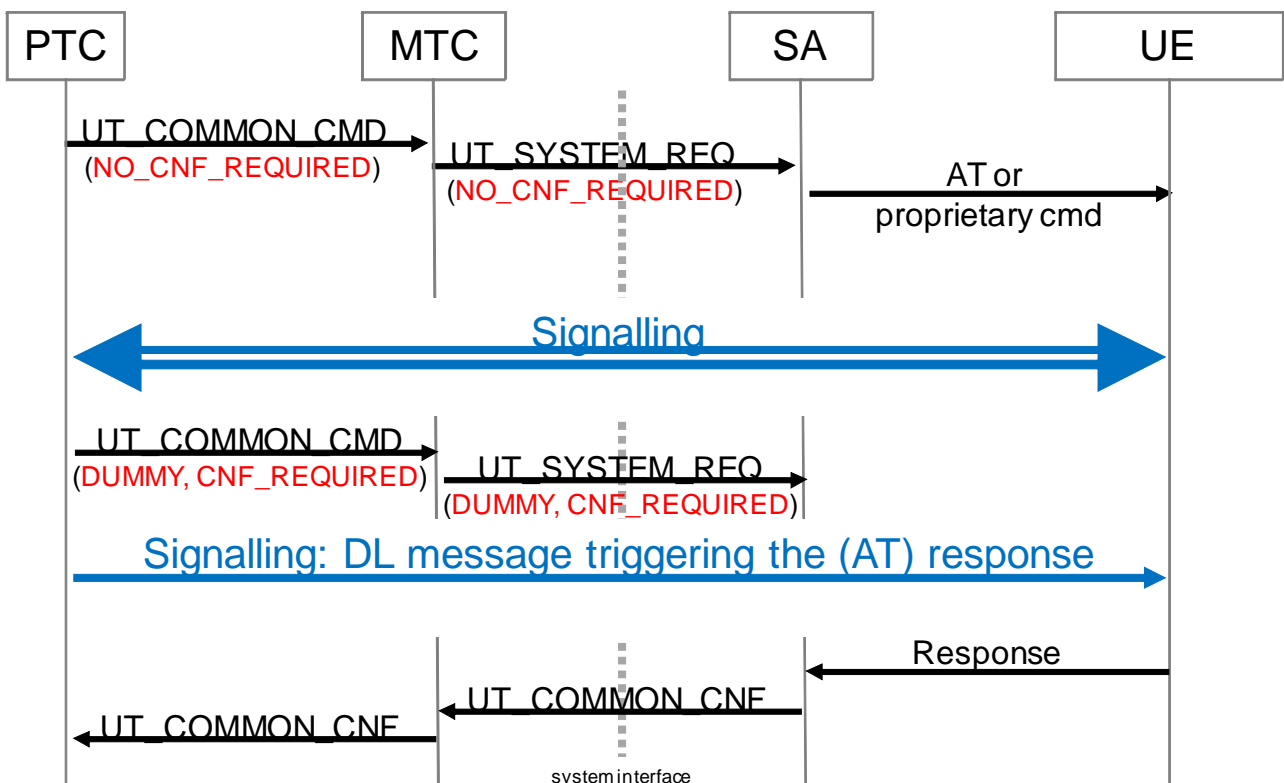 PTC MTC SA UE
UT_COMMON_CMD
(NO_CNF_REQUIRED)
UT_SYSTEM_REQ
(NO_CNF_REQUIRED)
AT or
proprietary cmd
Signalling
UT_COMMON_CMD
(DUMMY, CNF_REQUIRED)
UT_SYSTEM_REQ
(DUMMY, CNF_REQUIRED)
Signalling: DL message triggering the (AT) response
Response
UT_COMMON_CNF
UT_COMMON_CNF
system interface